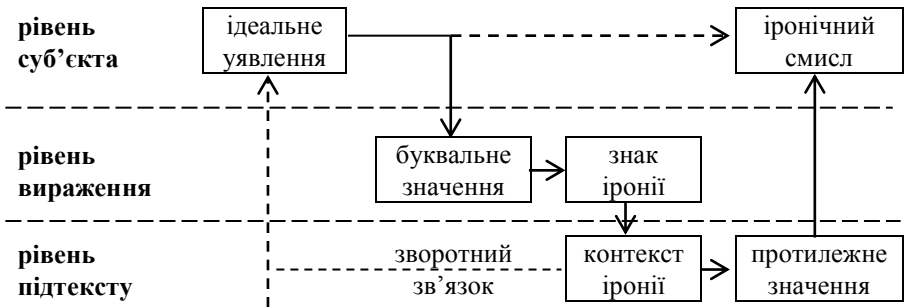 рівень
суб’єкта
ідеальне
уявлення
іронічний
смисл
рівень
вираження
буквальне
значення
знак
іронії
рівень
підтексту
зворотний
зв’язок
контекст
іронії
протилежне
значення